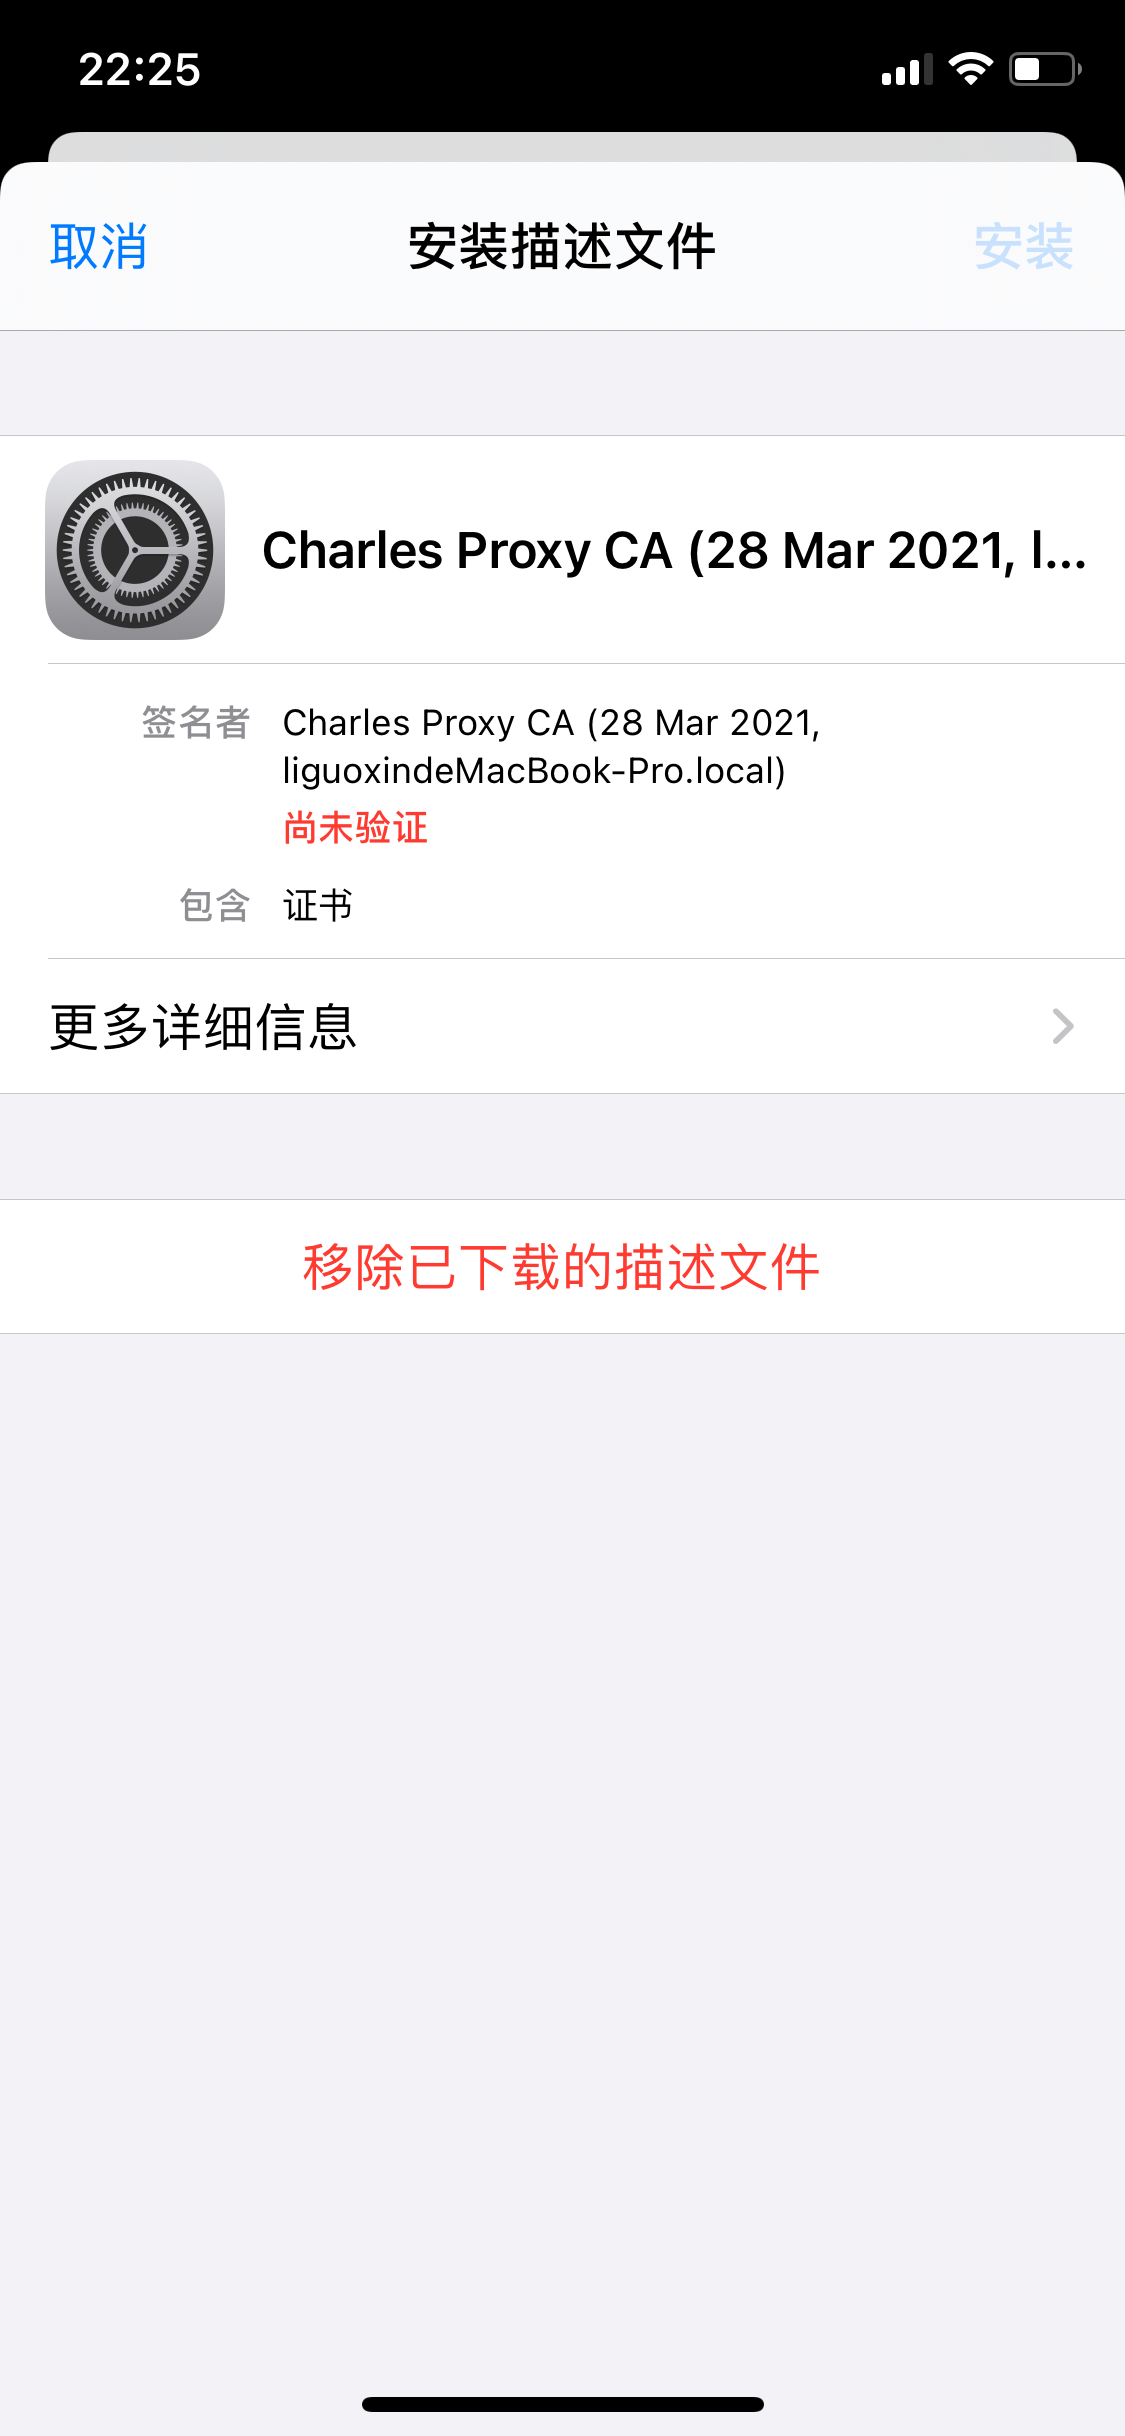 22:25
取消
安装描述文件
安装
Charles Proxy CA (28 Mar 2021, l...
签名者
Charles Proxy CA (28 Mar 2021,
liguoxindeMacBook-Pro.local)
尚未验证
包含
证书
更多详细信息
移除已下载的描述文件